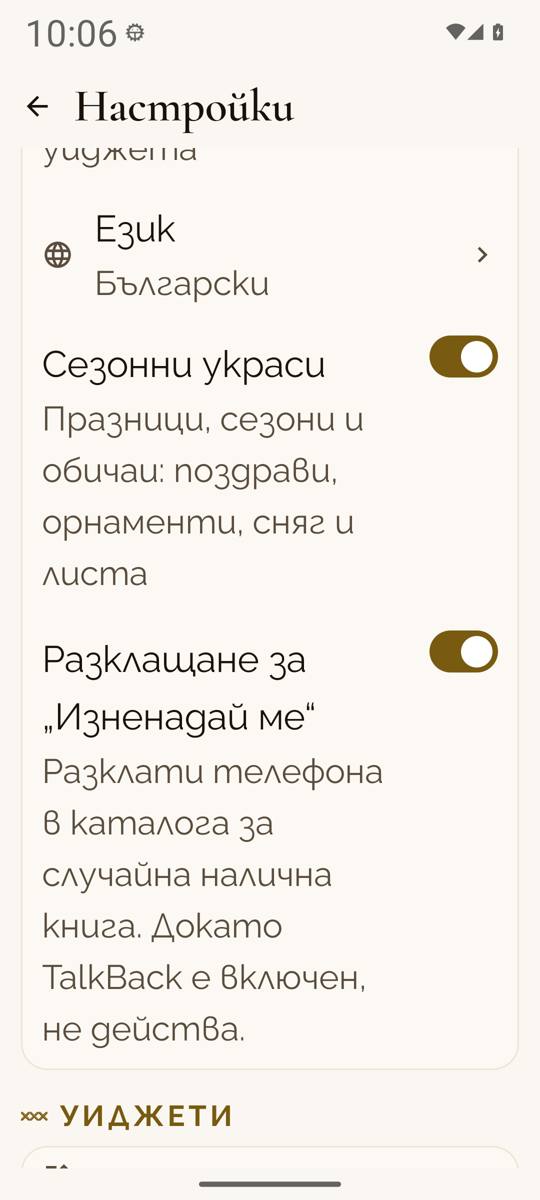 10:06
Настройки
уиджета
Език
Български
Сезонни украси
Празници, сезони и
обичаи: поздрави,
орнаменти, сняг и
листа
Разклащане за
„Изненадай ме“
Разклати телефона
в каталога за
случайна налична
книга. Докато
TalkBack е включен,
не действа.
УИДЖЕТИ